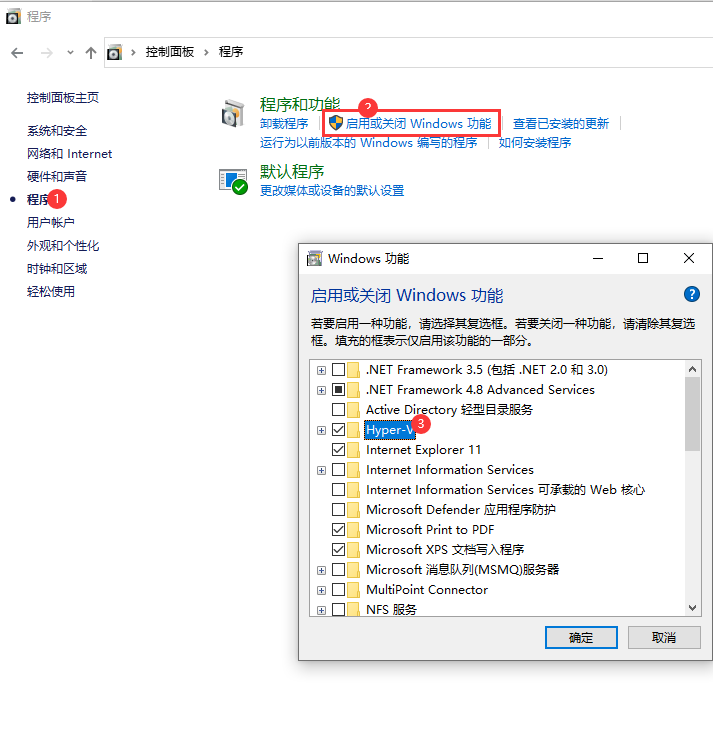 程序
控制面板 程序
控制面板主页
系统和安全
网络和 Internet
硬件和声音
程序 1
用户帐户
外观和个性化
时钟和区域
轻松使用
程序和功能 2
卸载程序 启用或关闭 Windows 功能 查看已安装的更新
运行为以前版本的 Windows 编写的程序 如何安装程序
默认程序
更改媒体或设备的默认设置
Windows 功能
启用或关闭 Windows 功能 ?
若要启用一种功能，请选择其复选框。若要关闭一种功能，请清除其复选
框。填充的框表示仅启用该功能的一部分。
.NET Framework 3.5 (包括 .NET 2.0 和 3.0)
.NET Framework 4.8 Advanced Services
Active Directory 轻型目录服务
Hyper-V 3
Internet Explorer 11
Internet Information Services
Internet Information Services 可承载的 Web 核心
Microsoft Defender 应用程序防护
Microsoft Print to PDF
Microsoft XPS 文档写入程序
Microsoft 消息队列(MSMQ)服务器
MultiPoint Connector
NFS 服务
确定 取消